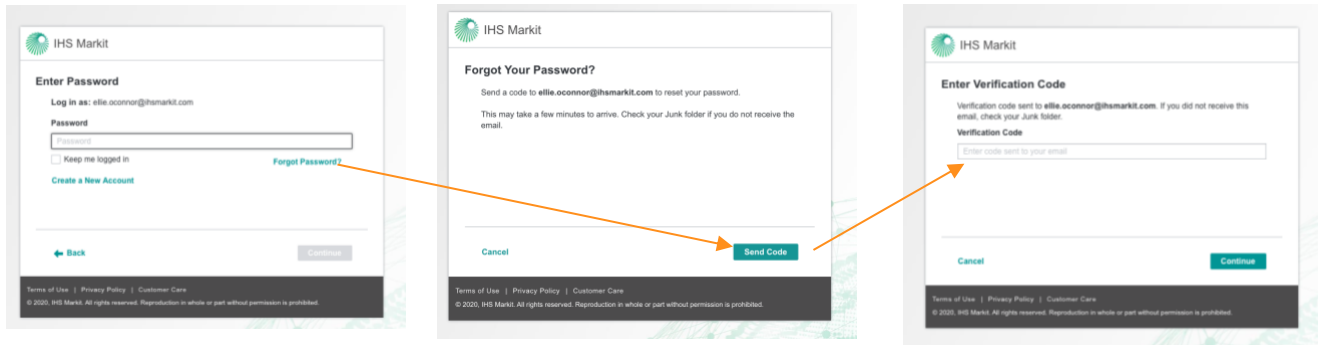 IHS Markit
Enter Password
Log in as: ellie.oconnor@ihsmarkit.com
Password
Password
Keep me logged in
Forgot Password?
Create a New Account
Back
Continue
Terms of Use | Privacy Policy | Customer Care
© 2020, IHS Markit. All rights reserved. Reproduction in whole or part without permission is prohibited.
IHS Markit
Forgot Your Password?
Send a code to ellie.oconnor@ihsmarkit.com to reset your password.
This may take a few minutes to arrive. Check your Junk folder if you do not receive the
email.
Cancel
Send Code
Terms of Use | Privacy Policy | Customer Care
© 2020, IHS Markit. All rights reserved. Reproduction in whole or part without permission is prohibited.
IHS Markit
Enter Verification Code
Verification code sent to ellie.oconnor@ihsmarkit.com. If you did not receive this
email, check your Junk folder.
Verification Code
Enter code sent to your email
Cancel
Continue
Terms of Use | Privacy Policy | Customer Care
© 2020, IHS Markit. All rights reserved. Reproduction in whole or part without permission is prohibited.